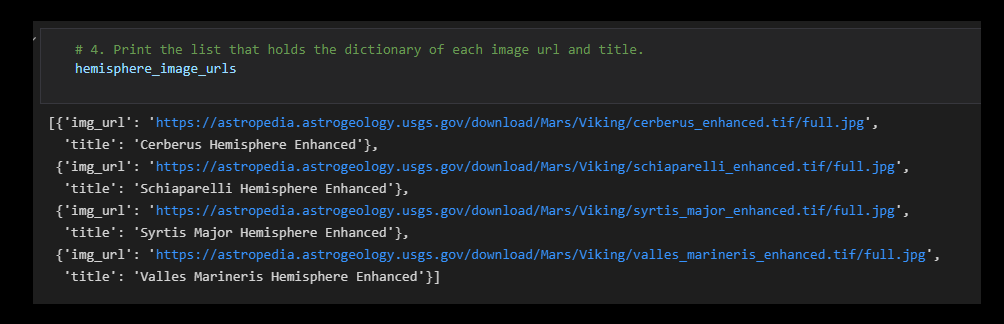 # 4. Print the list that holds the dictionary of each image url and title.
hemisphere_image_urls
[{'img_url': 'https://astropedia.astrogeology.usgs.gov/download/Mars/Viking/cerberus_enhanced.tif/full.jpg',
'title': 'Cerberus Hemisphere Enhanced'},
{'img_url': 'https://astropedia.astrogeology.usgs.gov/download/Mars/Viking/schiaparelli_enhanced.tif/full.jpg',
'title': 'Schiaparelli Hemisphere Enhanced'},
{'img_url': 'https://astropedia.astrogeology.usgs.gov/download/Mars/Viking/syrtis_major_enhanced.tif/full.jpg',
'title': 'Syrtis Major Hemisphere Enhanced'},
{'img_url': 'https://astropedia.astrogeology.usgs.gov/download/Mars/Viking/valles_marineris_enhanced.tif/full.jpg',
'title': 'Valles Marineris Hemisphere Enhanced'}]